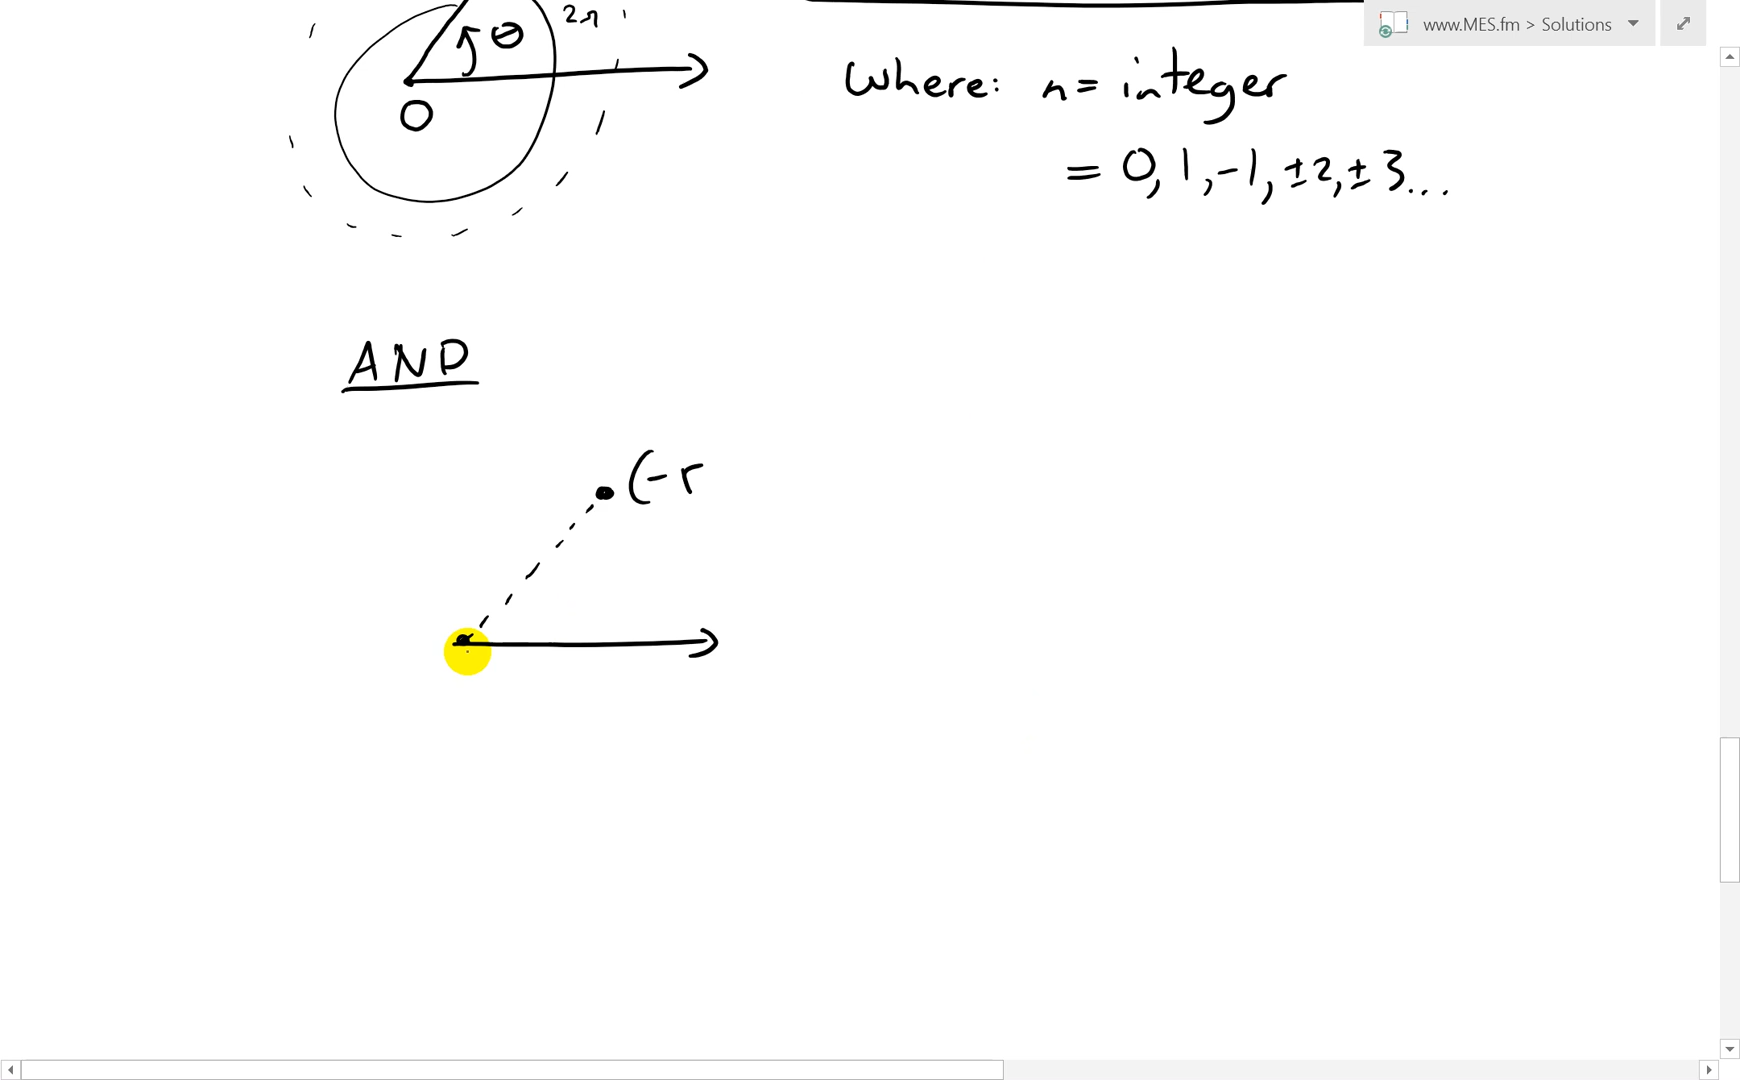 www.MES.fm > Solutions
2π
θ
O
Where: n = integer
= 0, 1, -1, ±2, ±3...
AND
(-r